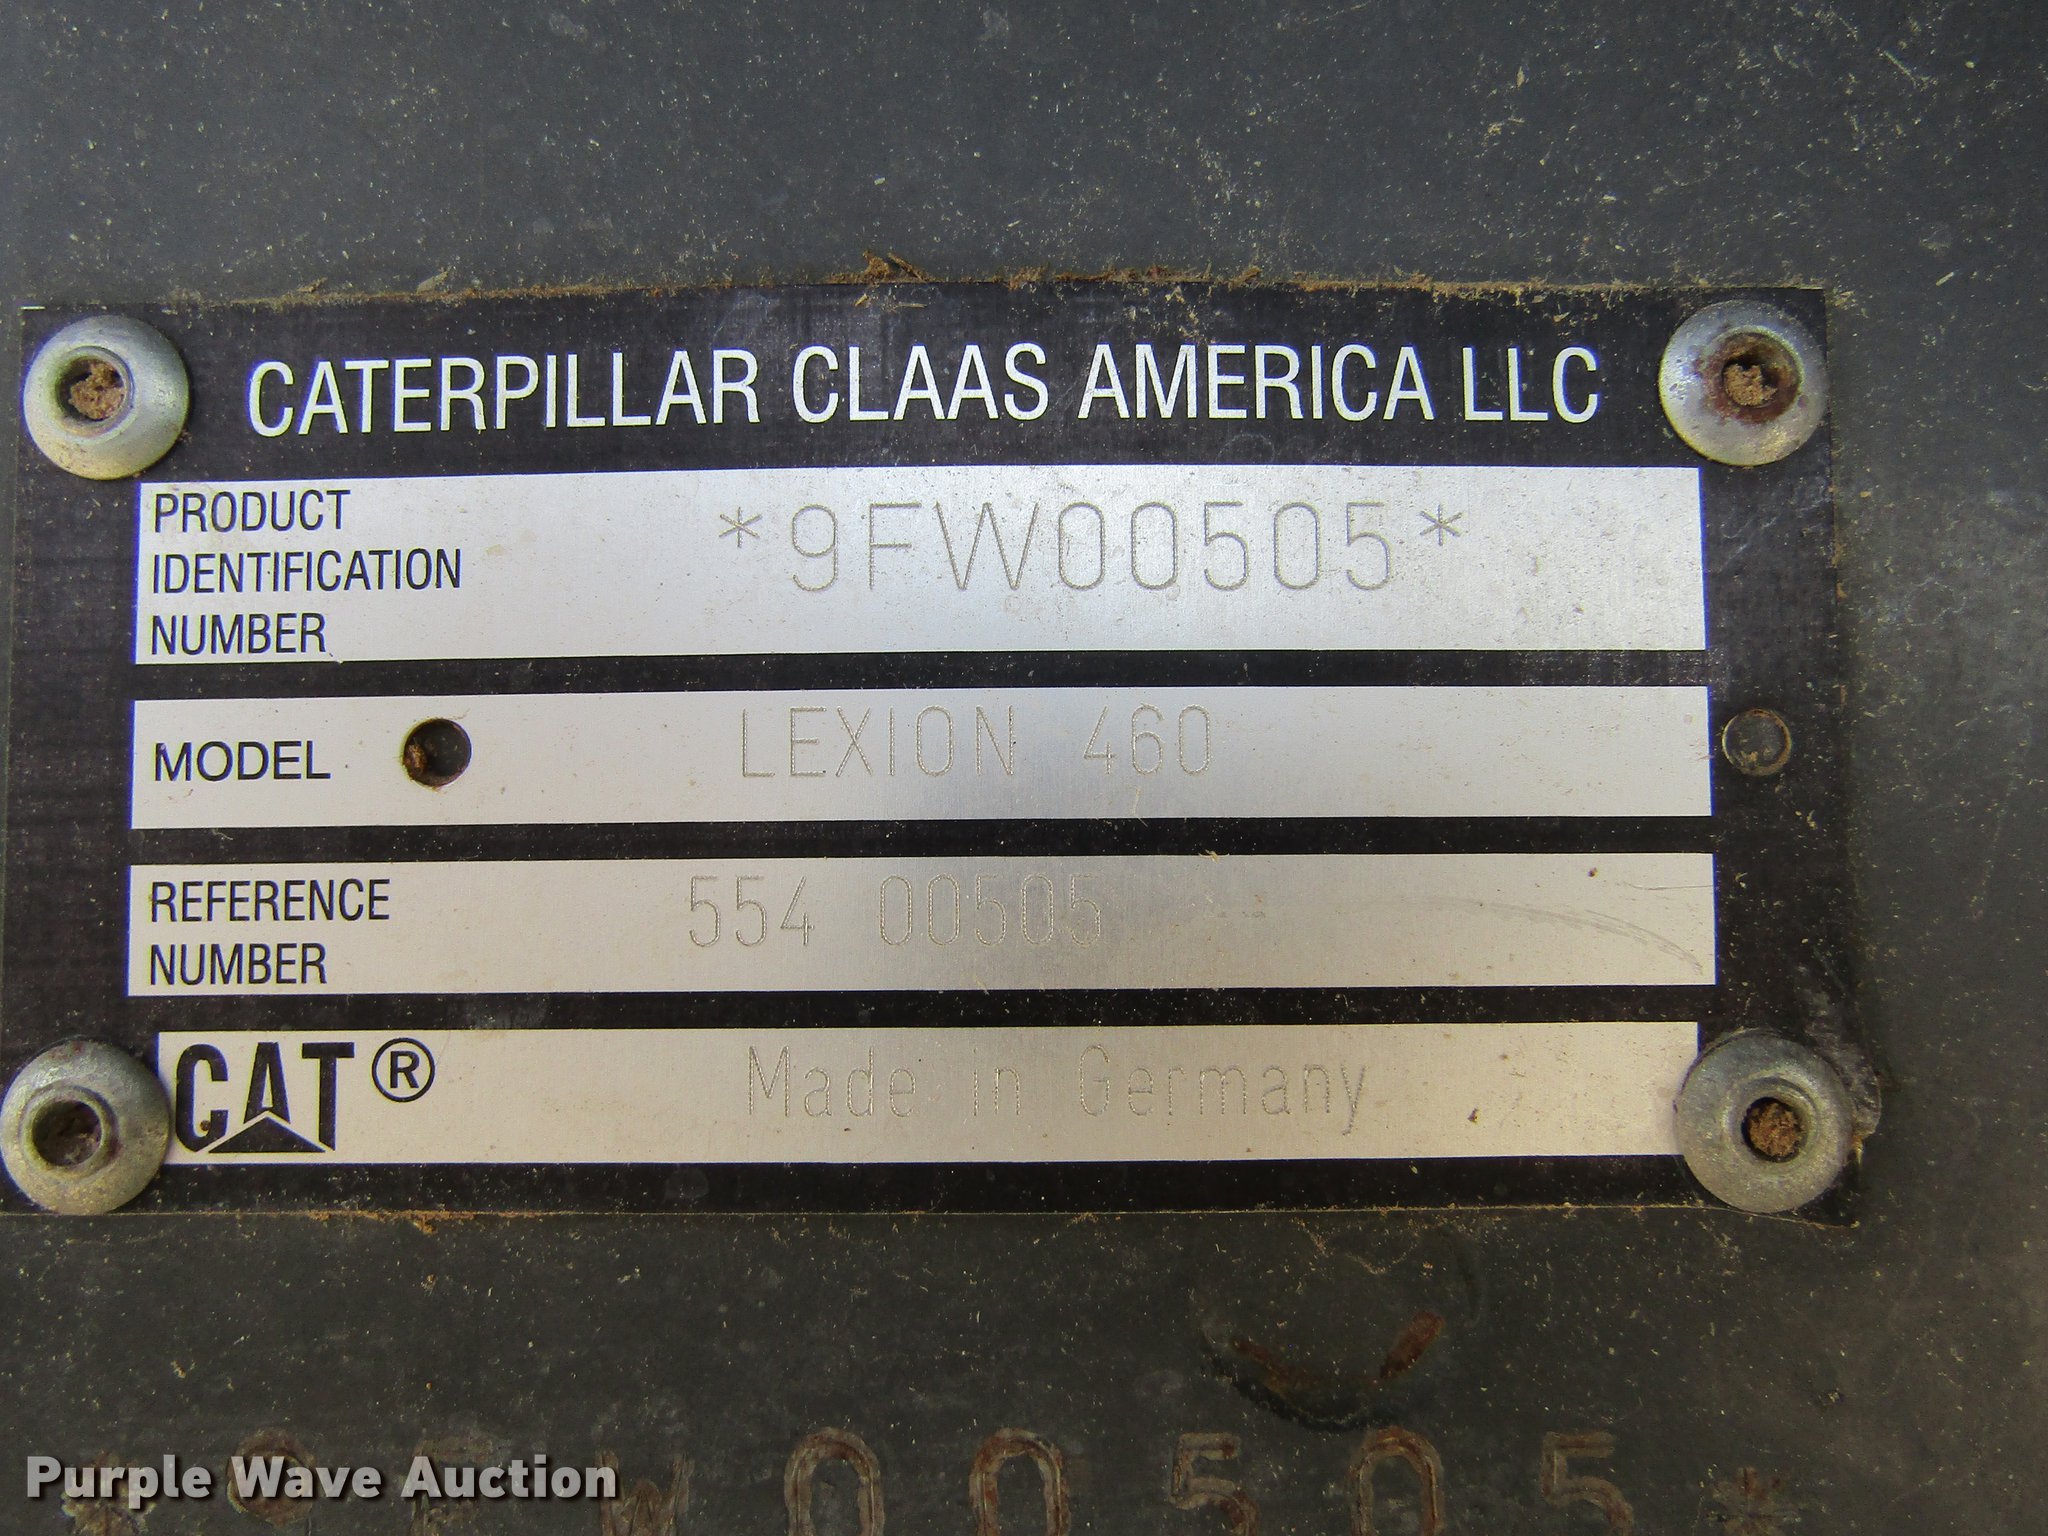 CATERPILLAR CLAAS AMERICA LLC
PRODUCT
IDENTIFICATION
NUMBER
*9FW00505*
MODEL
LEXION 460
REFERENCE
NUMBER
554 00505
CAT®
Made in Germany
*9FW00505*
Purple Wave Auction